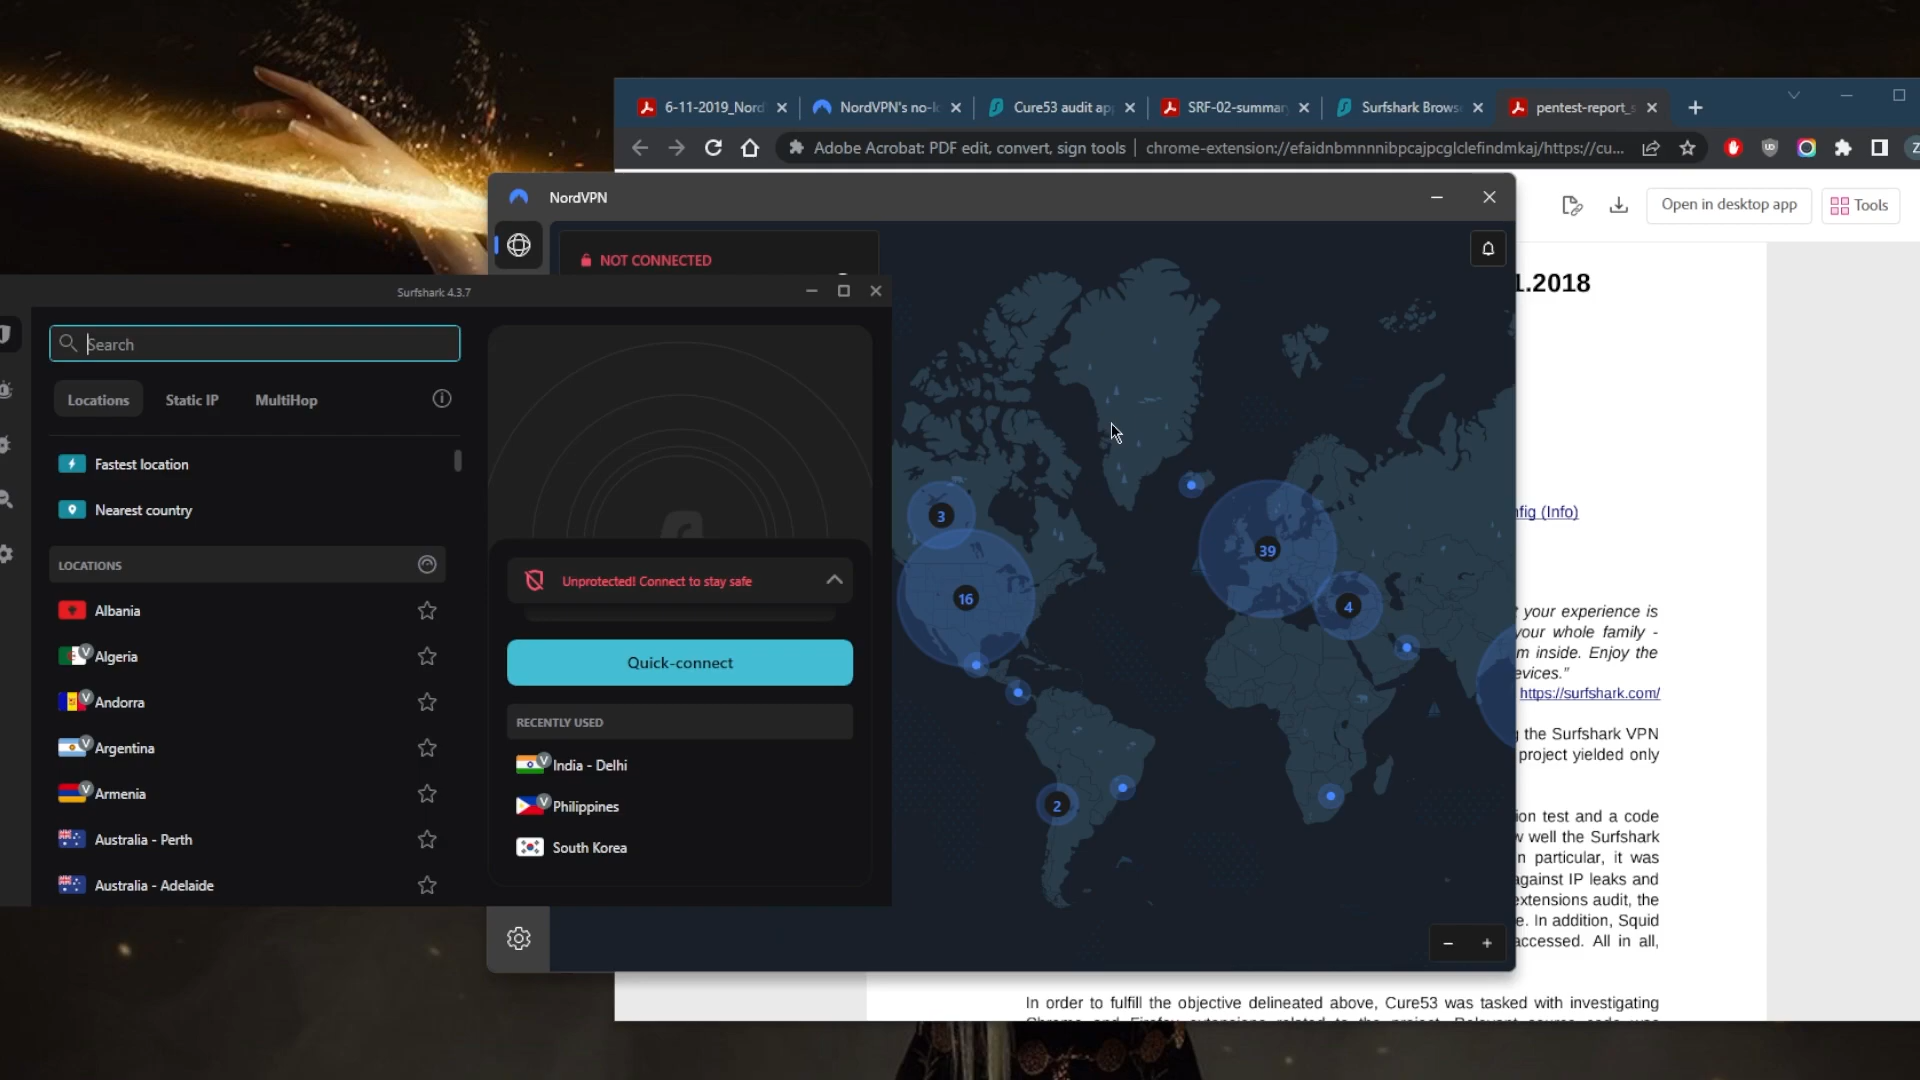 6-11-2019_Nord
NordVPN's no-l
Cure53 audit ap
SRF-02-summar
Surfshark Brows
pentest-report_s
Adobe Acrobat: PDF edit, convert, sign tools
chrome-extension://efaidnbmnnnibpcajpcglclefindmkaj/https://cu...
Open in desktop app
Tools
NordVPN
NOT CONNECTED
Surfshark 4.3.7
Search
Locations
Static IP
MultiHop
Fastest location
Nearest country
LOCATIONS
Albania
V Algeria
V Andorra
V Argentina
V Armenia
Australia - Perth
Australia - Adelaide
Unprotected! Connect to stay safe
Quick-connect
RECENTLY USED
V India - Delhi
V Philippines
South Korea
3
16
39
4
2
1.2018
nfig (Info)
your experience is
your whole family -
m inside. Enjoy the
evices."
https://surfshark.com/
g the Surfshark VPN
project yielded only
ion test and a code
w well the Surfshark
n particular, it was
against IP leaks and
extensions audit, the
e. In addition, Squid
accessed. All in all,
In order to fulfill the objective delineated above, Cure53 was tasked with investigating